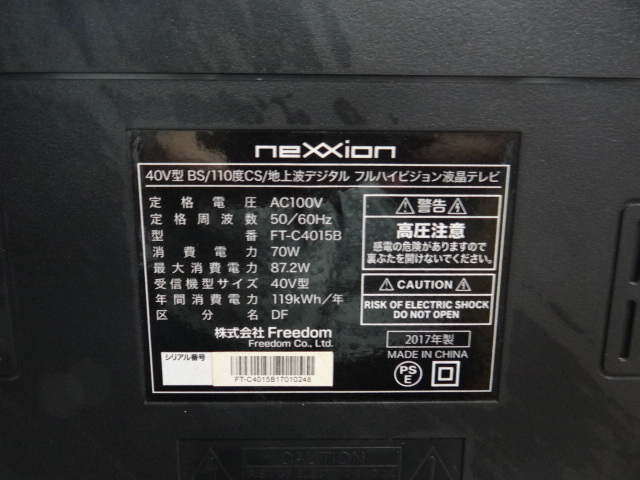 neXXion
40V型 BS/110度CS/地上波デジタル フルハイビジョン液晶テレビ
定格電圧 AC100V
定格周波数 50/60Hz
型番 FT-C4015B
消費電力 70W
最大消費電力 87.2W
受信機型サイズ 40V型
年間消費電力 119kWh/年
区分名 DF
株式会社 Freedom
Freedom Co., Ltd.
シリアル番号
FT-C4015B17010248
警告
高圧注意
感電の危険がありますので
裏ぶたを開けないでください。
CAUTION
RISK OF ELECTRIC SHOCK
DO NOT OPEN
2017年製
MADE IN CHINA
PS
E
CAUTION